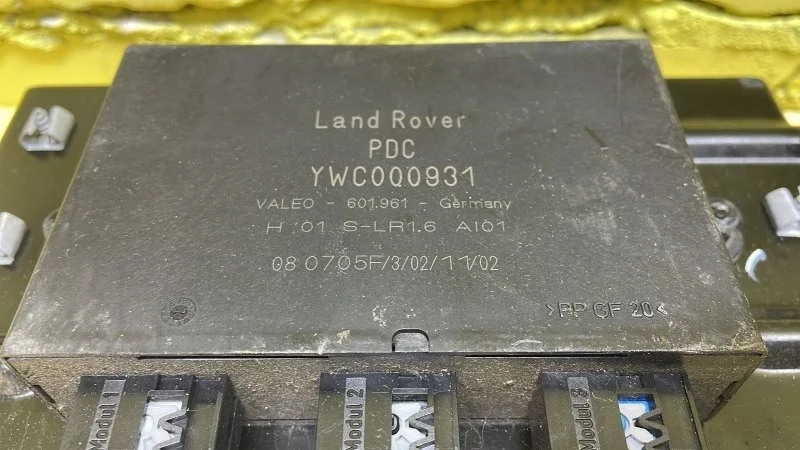 Land Rover
PDC
YWC000931
VALEO - 601.961 - Germany
H 01 S-LR1.6 AI01
08 0705F/3/02/11/02
>PP CF 20<
Modul 1
Modul 2
Modul 3